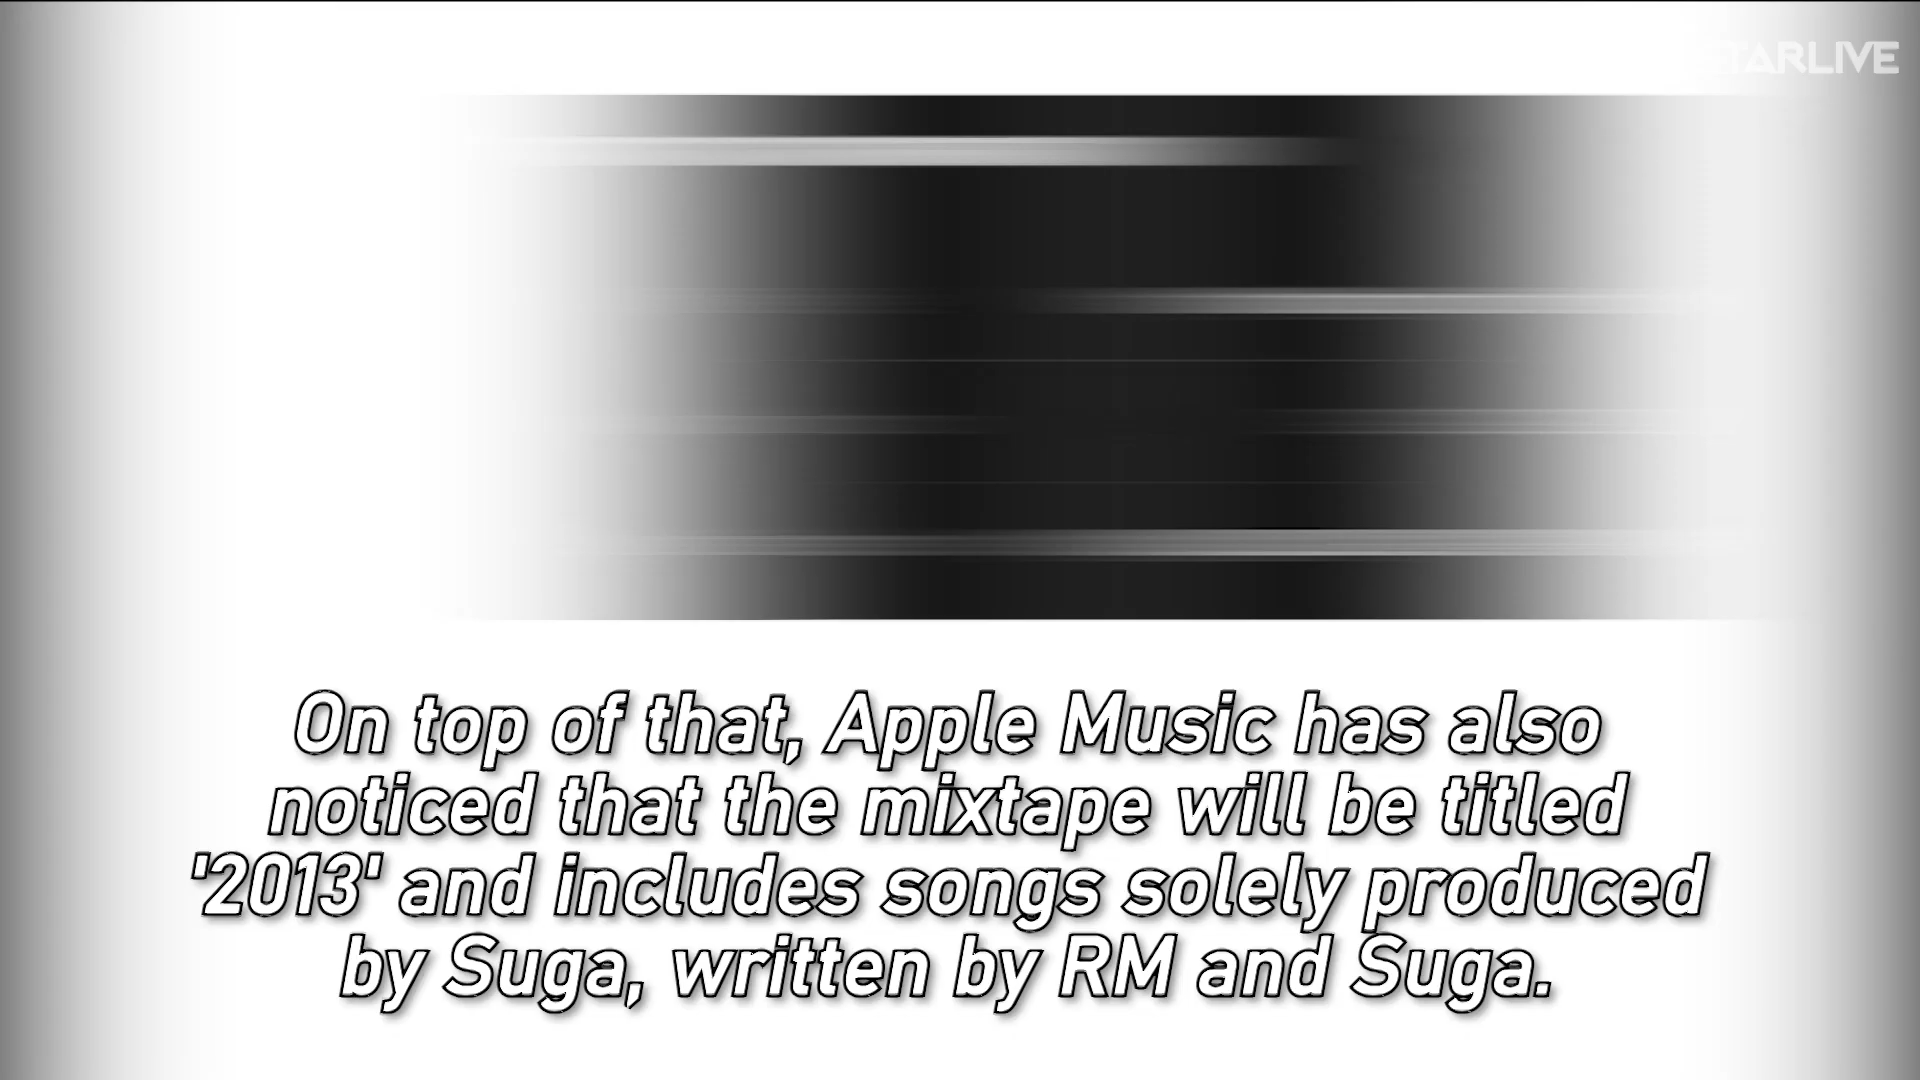 STARLIVE
On top of that, Apple Music has also
noticed that the mixtape will be titled
'2013' and includes songs solely produced
by Suga, written by RM and Suga.